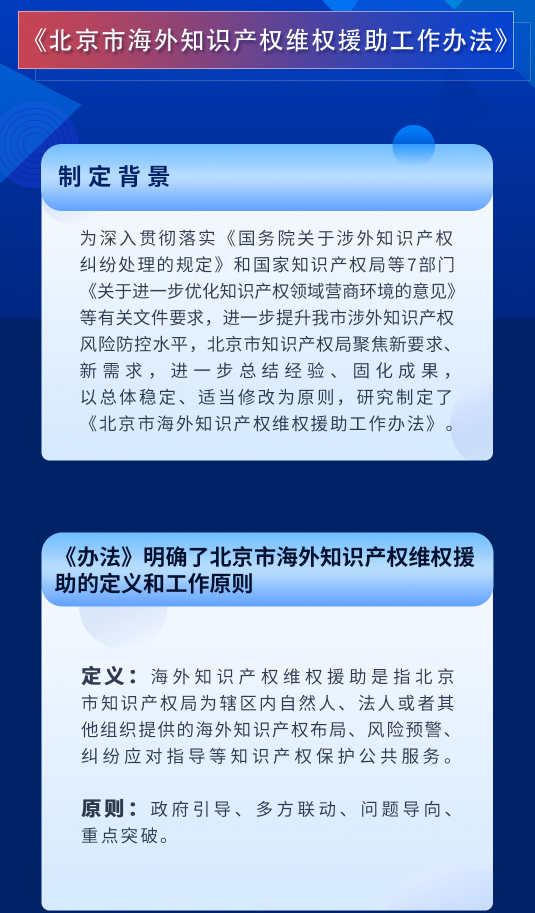 《北京市海外知识产权维权援助工作办法》
制定背景
为深入贯彻落实《国务院关于涉外知识产权
纠纷处理的规定》和国家知识产权局等7部门
《关于进一步优化知识产权领域营商环境的意见》
等有关文件要求，进一步提升我市涉外知识产权
风险防控水平，北京市知识产权局聚焦新要求、
新需求，进一步总结经验、固化成果，
以总体稳定、适当修改为原则，研究制定了
《北京市海外知识产权维权援助工作办法》。
《办法》明确了北京市海外知识产权维权援
助的定义和工作原则
定义：海外知识产权维权援助是指北京
市知识产权局为辖区内自然人、法人或者其
他组织提供的海外知识产权布局、风险预警、
纠纷应对指导等知识产权保护公共服务。
原则：政府引导、多方联动、问题导向、
重点突破。